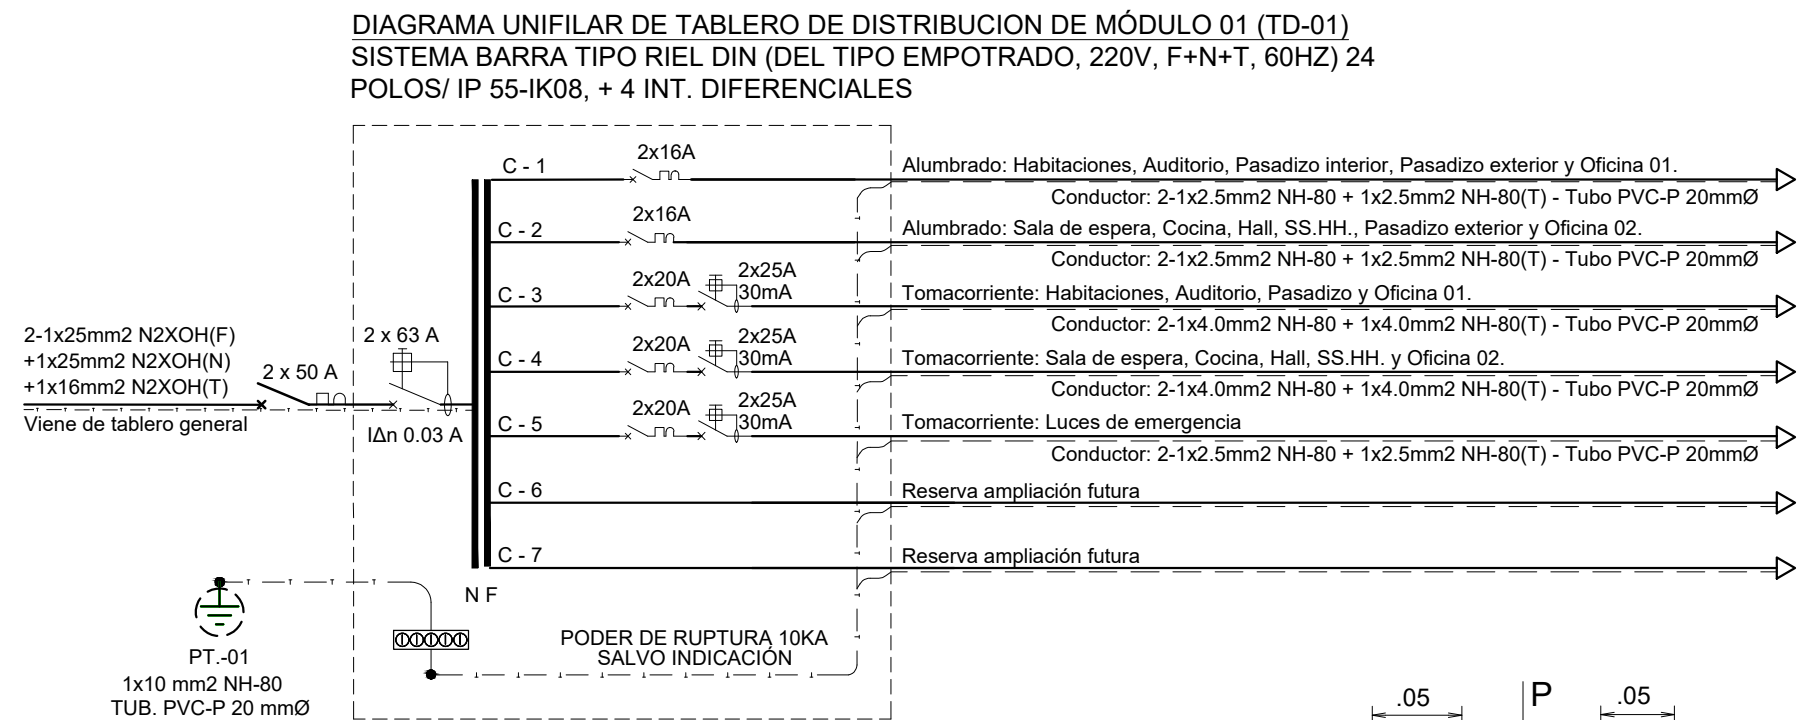 DIAGRAMA UNIFILAR DE TABLERO DE DISTRIBUCION DE MÓDULO 01 (TD-01)
SISTEMA BARRA TIPO RIEL DIN (DEL TIPO EMPOTRADO, 220V, F+N+T, 60HZ) 24
POLOS/ IP 55-IK08, + 4 INT. DIFERENCIALES
2-1x25mm2 N2XOH(F)
+1x25mm2 N2XOH(N)
+1x16mm2 N2XOH(T)
Viene de tablero general
2 x 50 A
2 x 63 A
I∆n 0.03 A
C - 1
2x16A
Alumbrado: Habitaciones, Auditorio, Pasadizo interior, Pasadizo exterior y Oficina 01.
Conductor: 2-1x2.5mm2 NH-80 + 1x2.5mm2 NH-80(T) - Tubo PVC-P 20mmØ
C - 2
2x16A
Alumbrado: Sala de espera, Cocina, Hall, SS.HH., Pasadizo exterior y Oficina 02.
Conductor: 2-1x2.5mm2 NH-80 + 1x2.5mm2 NH-80(T) - Tubo PVC-P 20mmØ
C - 3
2x20A
2x25A
30mA
Tomacorriente: Habitaciones, Auditorio, Pasadizo y Oficina 01.
Conductor: 2-1x4.0mm2 NH-80 + 1x4.0mm2 NH-80(T) - Tubo PVC-P 20mmØ
C - 4
2x20A
2x25A
30mA
Tomacorriente: Sala de espera, Cocina, Hall, SS.HH. y Oficina 02.
Conductor: 2-1x4.0mm2 NH-80 + 1x4.0mm2 NH-80(T) - Tubo PVC-P 20mmØ
C - 5
2x20A
2x25A
30mA
Tomacorriente: Luces de emergencia
Conductor: 2-1x2.5mm2 NH-80 + 1x2.5mm2 NH-80(T) - Tubo PVC-P 20mmØ
C - 6
Reserva ampliación futura
C - 7
Reserva ampliación futura
N F
PODER DE RUPTURA 10KA
SALVO INDICACIÓN
PT.-01
1x10 mm2 NH-80
TUB. PVC-P 20 mmØ
.05
P
.05